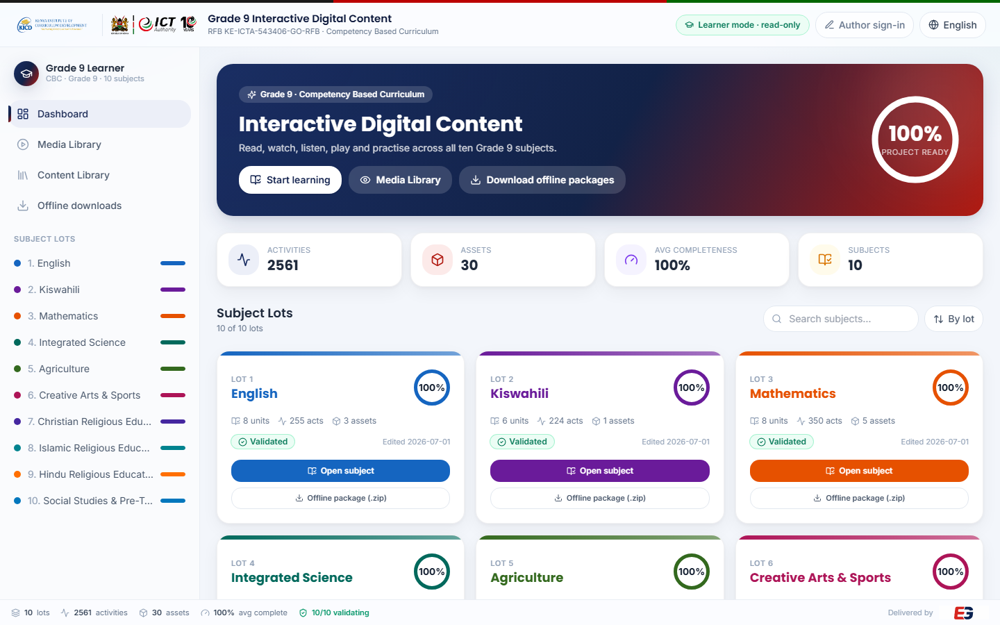 KICD
KENYA INSTITUTE OF
CURRICULUM DEVELOPMENT
ICT
Authority
10
YEARS
Grade 9 Interactive Digital Content
RFB KE-ICTA-543406-GO-RFB · Competency Based Curriculum
Learner mode · read-only
Author sign-in
English
Grade 9 Learner
CBC · Grade 9 · 10 subjects
Dashboard
Media Library
Content Library
Offline downloads
SUBJECT LOTS
1. English
2. Kiswahili
3. Mathematics
4. Integrated Science
5. Agriculture
6. Creative Arts & Sports
7. Christian Religious Edu...
8. Islamic Religious Educ...
9. Hindu Religious Educat...
10. Social Studies & Pre-T...
Grade 9 · Competency Based Curriculum
Interactive Digital Content
Read, watch, listen, play and practise across all ten Grade 9 subjects.
Start learning
Media Library
Download offline packages
100%
PROJECT READY
ACTIVITIES
2561
ASSETS
30
AVG COMPLETENESS
100%
SUBJECTS
10
Subject Lots
10 of 10 lots
Search subjects...
By lot
LOT 1
English
100%
8 units 255 acts 3 assets
Validated
Edited 2026-07-01
Open subject
Offline package (.zip)
LOT 2
Kiswahili
100%
6 units 224 acts 1 assets
Validated
Edited 2026-07-01
Open subject
Offline package (.zip)
LOT 3
Mathematics
100%
8 units 350 acts 5 assets
Validated
Edited 2026-07-01
Open subject
Offline package (.zip)
LOT 4
Integrated Science
100%
LOT 5
Agriculture
100%
LOT 6
Creative Arts & Sports
100%
10 lots 2561 activities 30 assets 100% avg complete 10/10 validating
Delivered by
EG